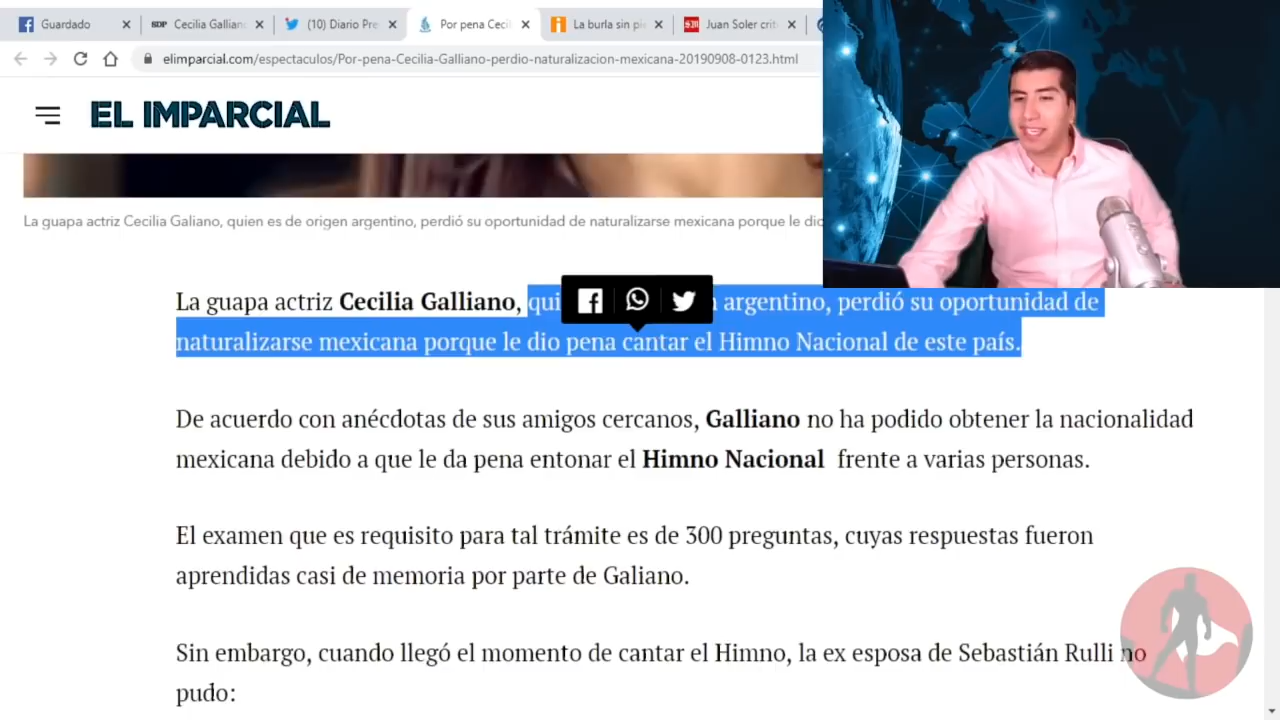 Guardado
SDP Cecilia Gallian
(10) Diario Pre
Por pena Ceci
La burla sin pi
Juan Soler crit
elimparcial.com/espectaculos/Por-pena-Cecilia-Galliano-perdio-naturalizacion-mexicana-20190908-0123.html
EL IMPARCIAL
La guapa actriz Cecilia Galiano, quien es de origen argentino, perdió su oportunidad de naturalizarse mexicana porque le dio
La guapa actriz Cecilia Galliano, qui argentino, perdió su oportunidad de
naturalizarse mexicana porque le dio pena cantar el Himno Nacional de este país.
De acuerdo con anécdotas de sus amigos cercanos, Galliano no ha podido obtener la nacionalidad
mexicana debido a que le da pena entonar el Himno Nacional frente a varias personas.
El examen que es requisito para tal trámite es de 300 preguntas, cuyas respuestas fueron
aprendidas casi de memoria por parte de Galiano.
Sin embargo, cuando llegó el momento de cantar el Himno, la ex esposa de Sebastián Rulli no
pudo: